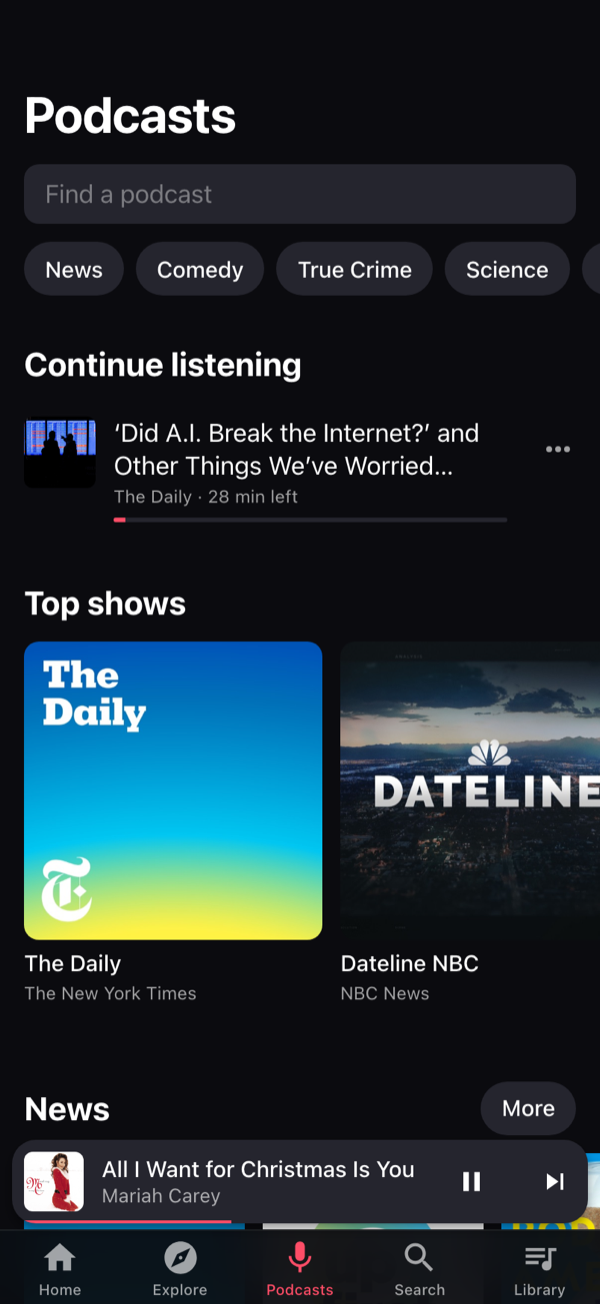 Podcasts
Find a podcast
News
Comedy
True Crime
Science
Continue listening
‘Did A.I. Break the Internet?’ and
Other Things We’ve Worried...
The Daily · 28 min left
Top shows
The
Daily
T
DATELINE
The Daily
The New York Times
Dateline NBC
NBC News
News
More
All I Want for Christmas Is You
Mariah Carey
Home
Explore
Podcasts
Search
Library